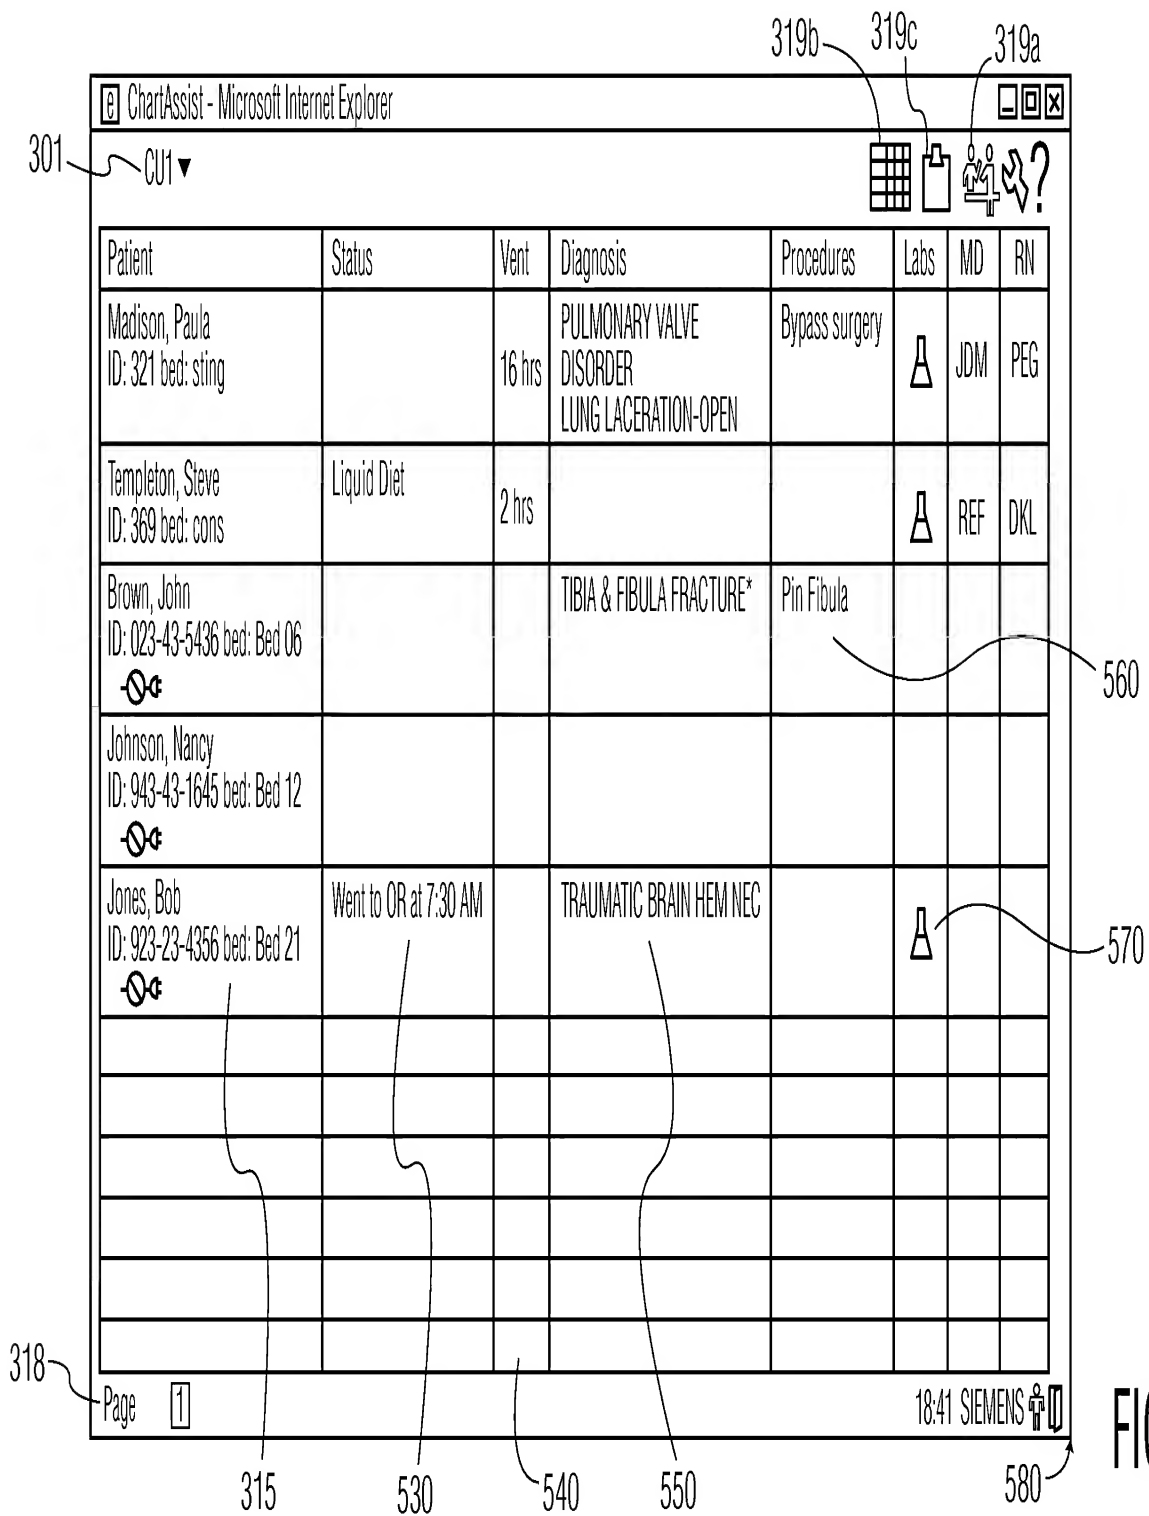 319b 319c 319a
e ChartAssist - Microsoft Internet Explorer
301 CU1▼ ?
Patient Status Vent Diagnosis Procedures Labs MD RN
Madison, Paula
ID: 321 bed: sting
16 hrs
PULMONARY VALVE
DISORDER
LUNG LACERATION-OPEN
Bypass surgery
JDM PEG
Templeton, Steve
ID: 369 bed: cons
Liquid Diet
2 hrs
REF DKL
Brown, John
ID: 023-43-5436 bed: Bed 06
TIBIA & FIBULA FRACTURE*
Pin Fibula
560
Johnson, Nancy
ID: 943-43-1645 bed: Bed 12
Jones, Bob
ID: 923-23-4356 bed: Bed 21
Went to OR at 7:30 AM
TRAUMATIC BRAIN HEM NEC
570
318
Page 1
18:41 SIEMENS
315 530 540 550 580